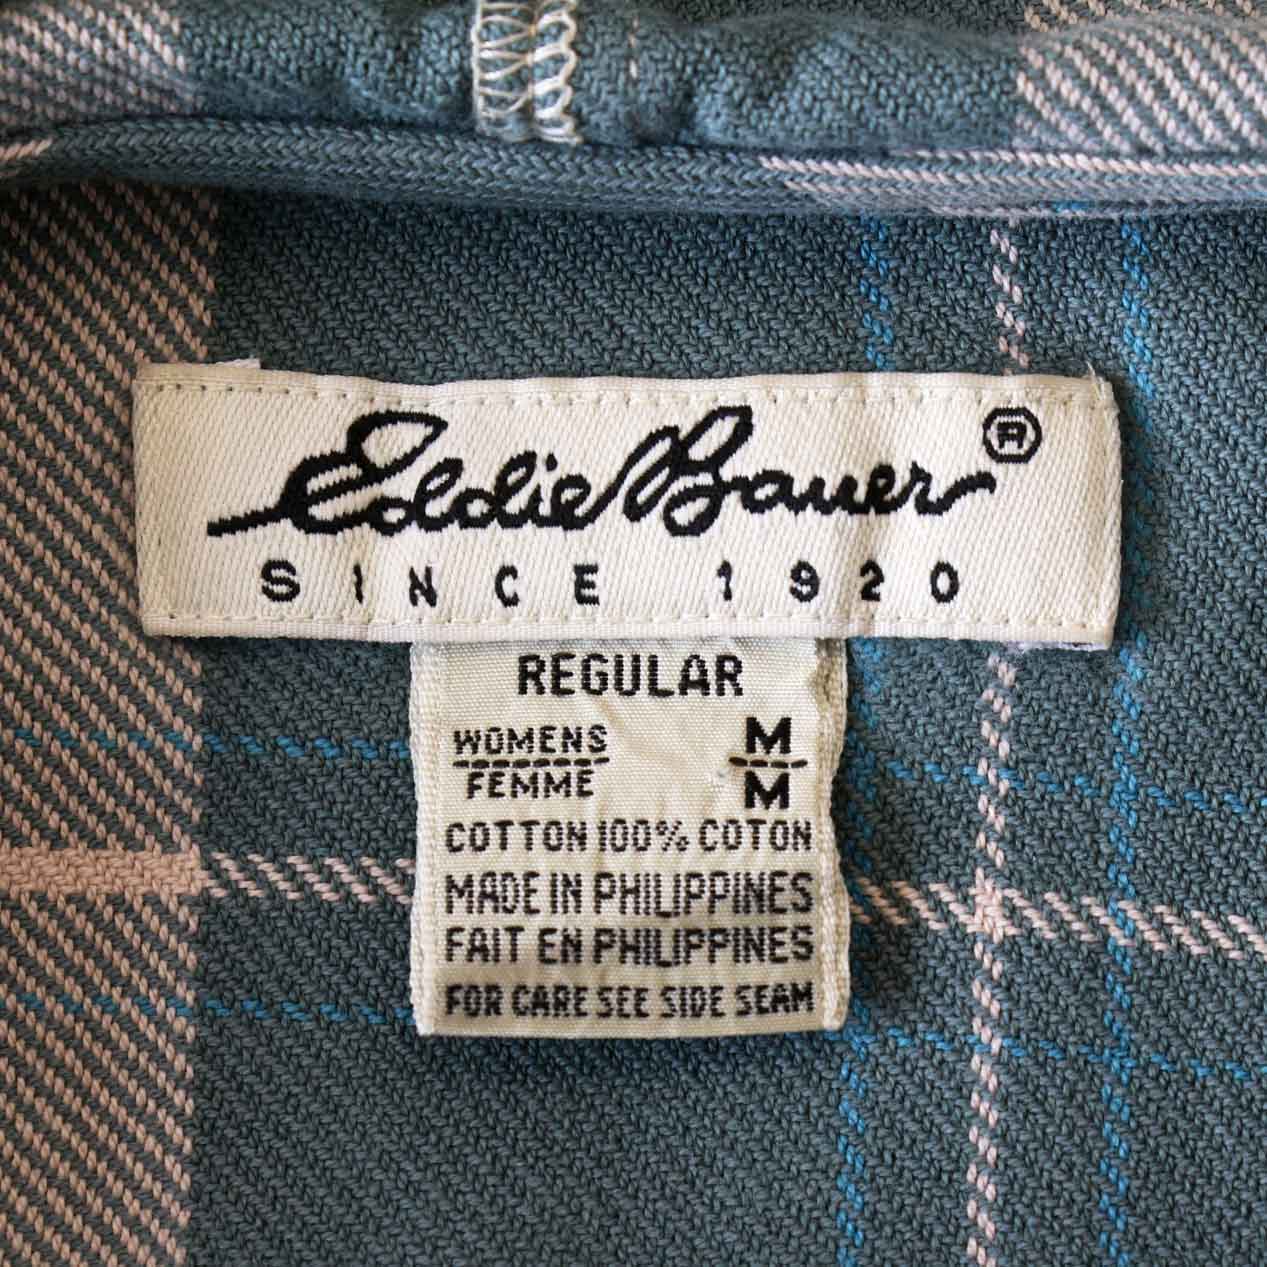 Eddie Bauer ®
SINCE 1920
REGULAR
WOMENS M
FEMME M
COTTON 100% COTON
MADE IN PHILIPPINES
FAIT EN PHILIPPINES
FOR CARE SEE SIDE SEAM